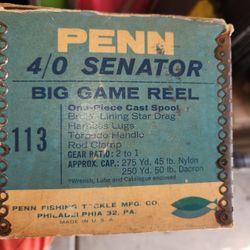 PENN
4/0 SENATOR
BIG GAME REEL
113
One-Piece Cast Spool
Brake Lining Star Drag
Harness Lugs
Torpedo Handle
Rod Clamp
GEAR RATIO: 2 to 1
APPROX. CAP.: 275 Yd. 45 lb. Nylon
250 Yd. 50 lb. Dacron
*Wrench, Lube and Catalogue enclosed
PENN FISHING TACKLE MFG. CO.
PHILADELPHIA 32, PA.
MADE IN U.S.A.